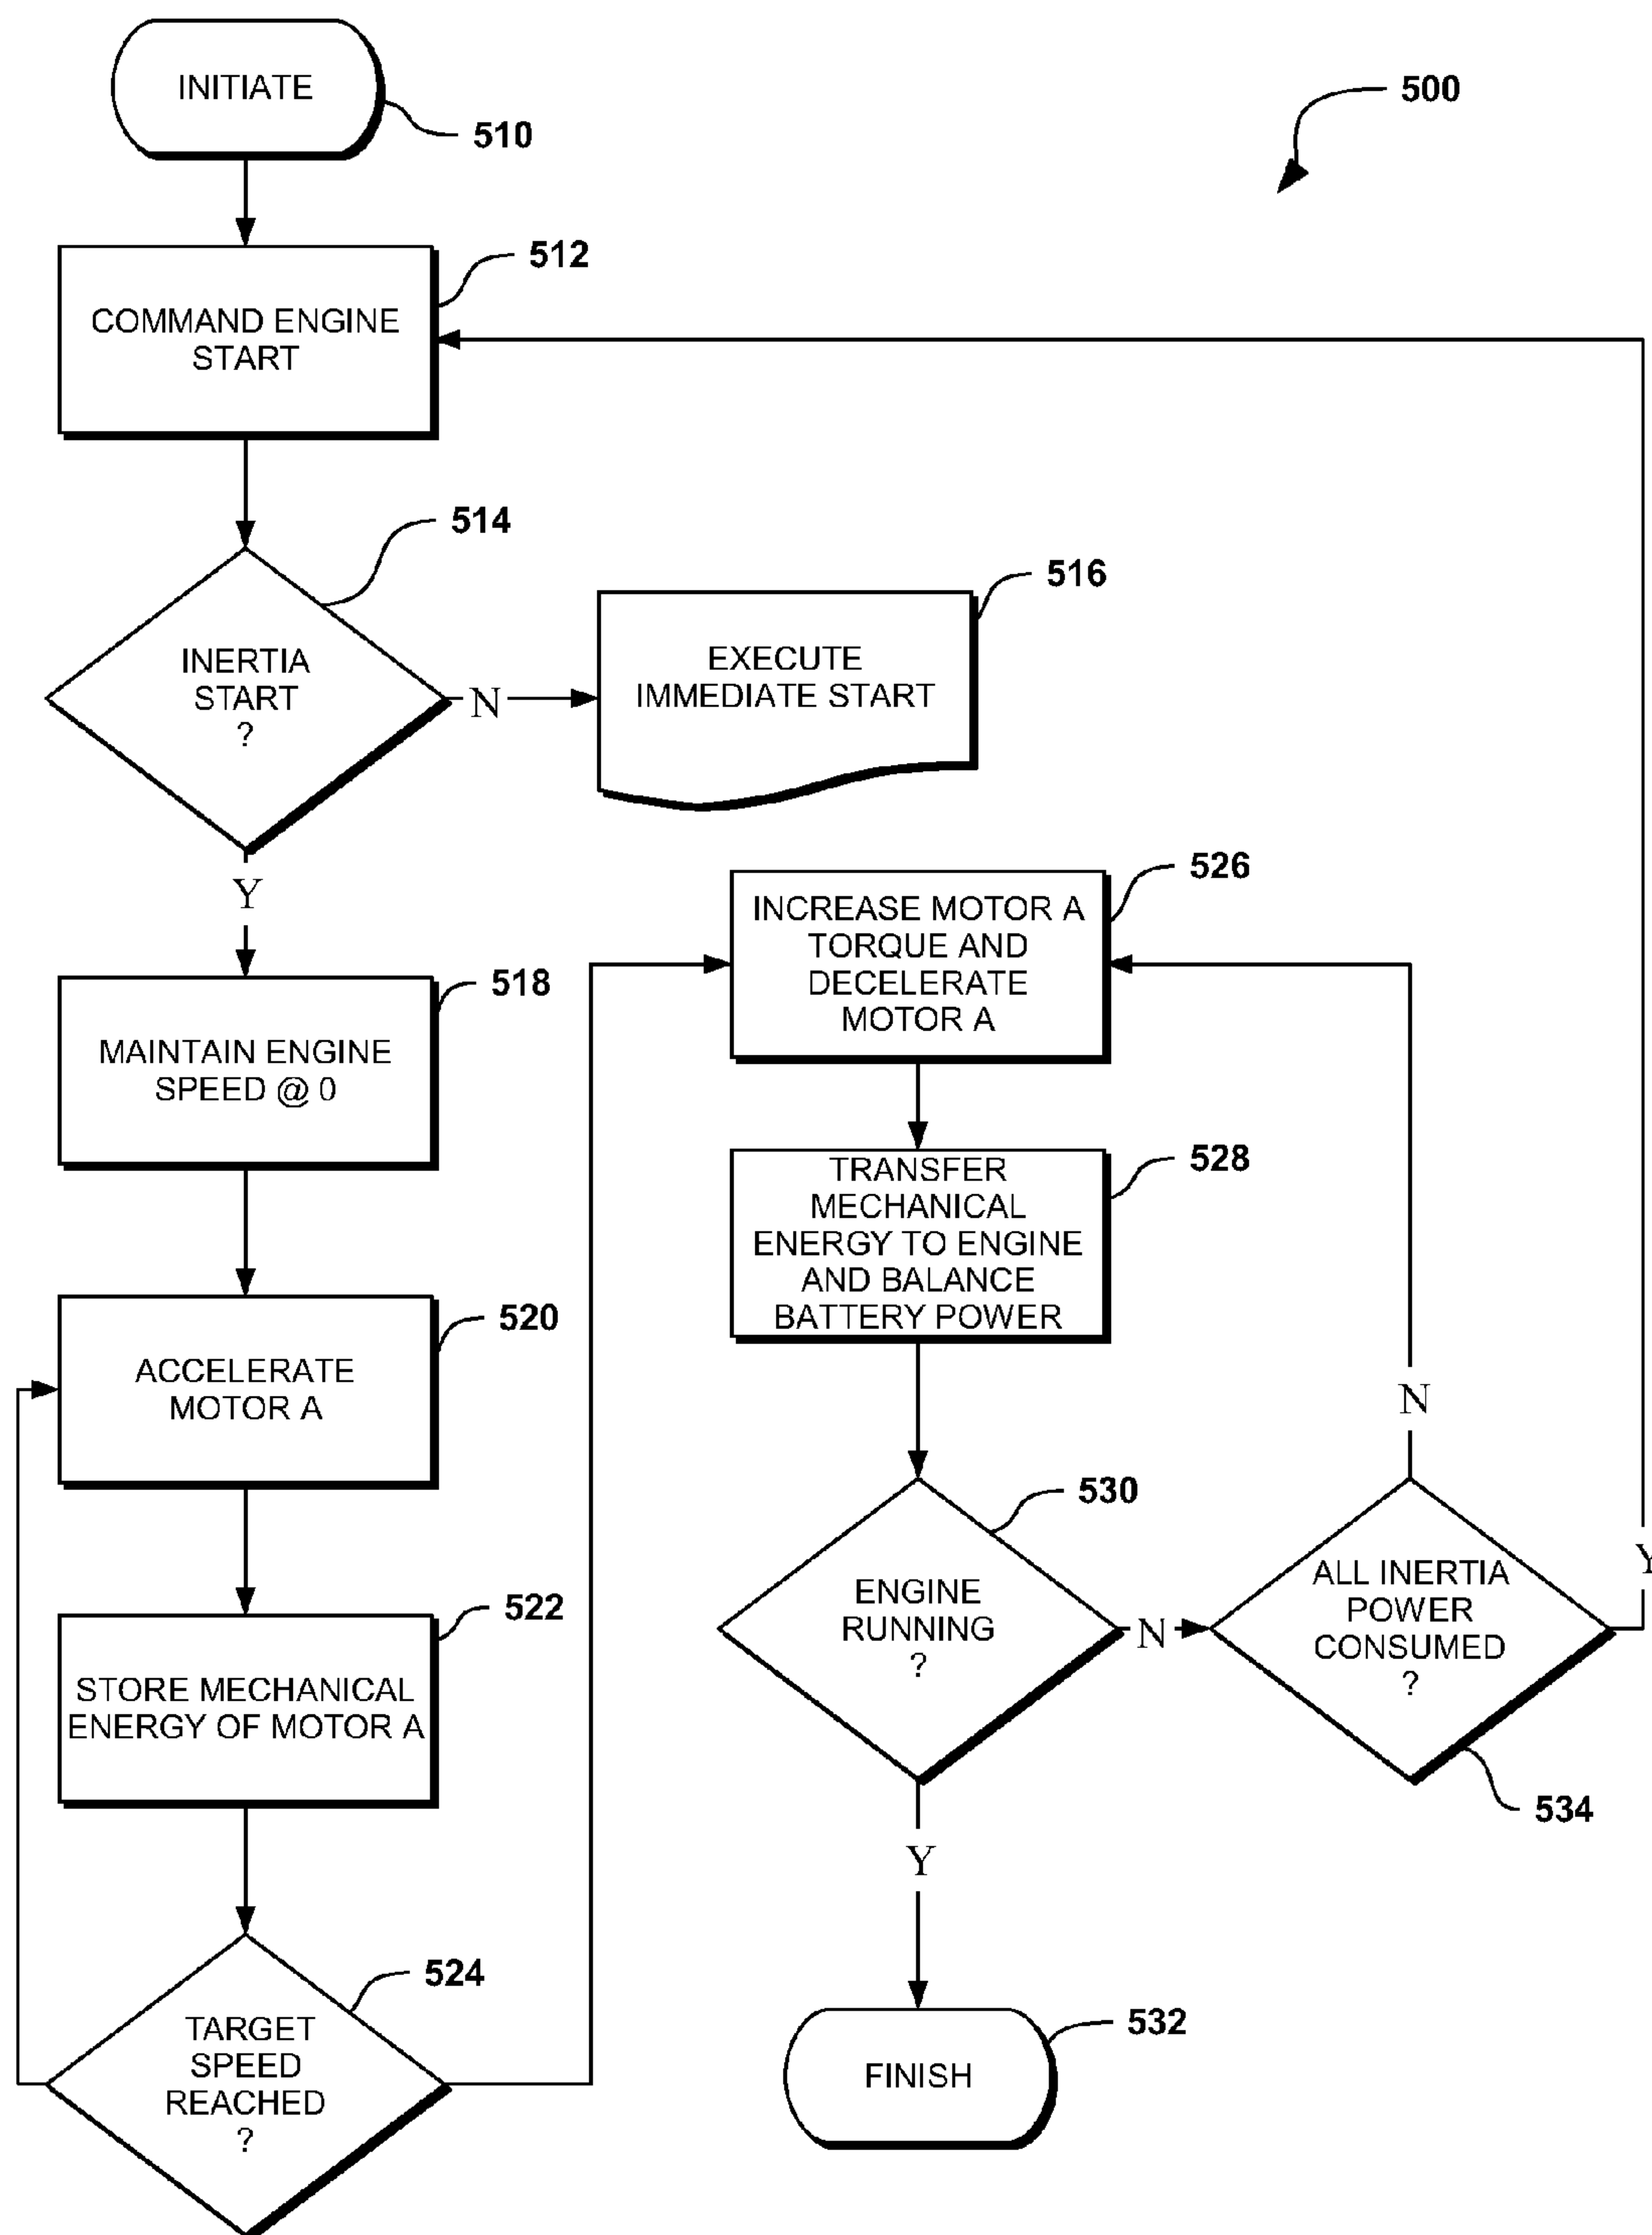 INITIATE
510
500
COMMAND ENGINE
START
512
INERTIA
START
?
514
N
EXECUTE
IMMEDIATE START
516
Y
MAINTAIN ENGINE
SPEED @ 0
518
ACCELERATE
MOTOR A
520
STORE MECHANICAL
ENERGY OF MOTOR A
522
TARGET
SPEED
REACHED
?
524
INCREASE MOTOR A
TORQUE AND
DECELERATE
MOTOR A
526
TRANSFER
MECHANICAL
ENERGY TO ENGINE
AND BALANCE
BATTERY POWER
528
ENGINE
RUNNING
?
530
N
ALL INERTIA
POWER
CONSUMED
?
534
N
Y
Y
FINISH
532